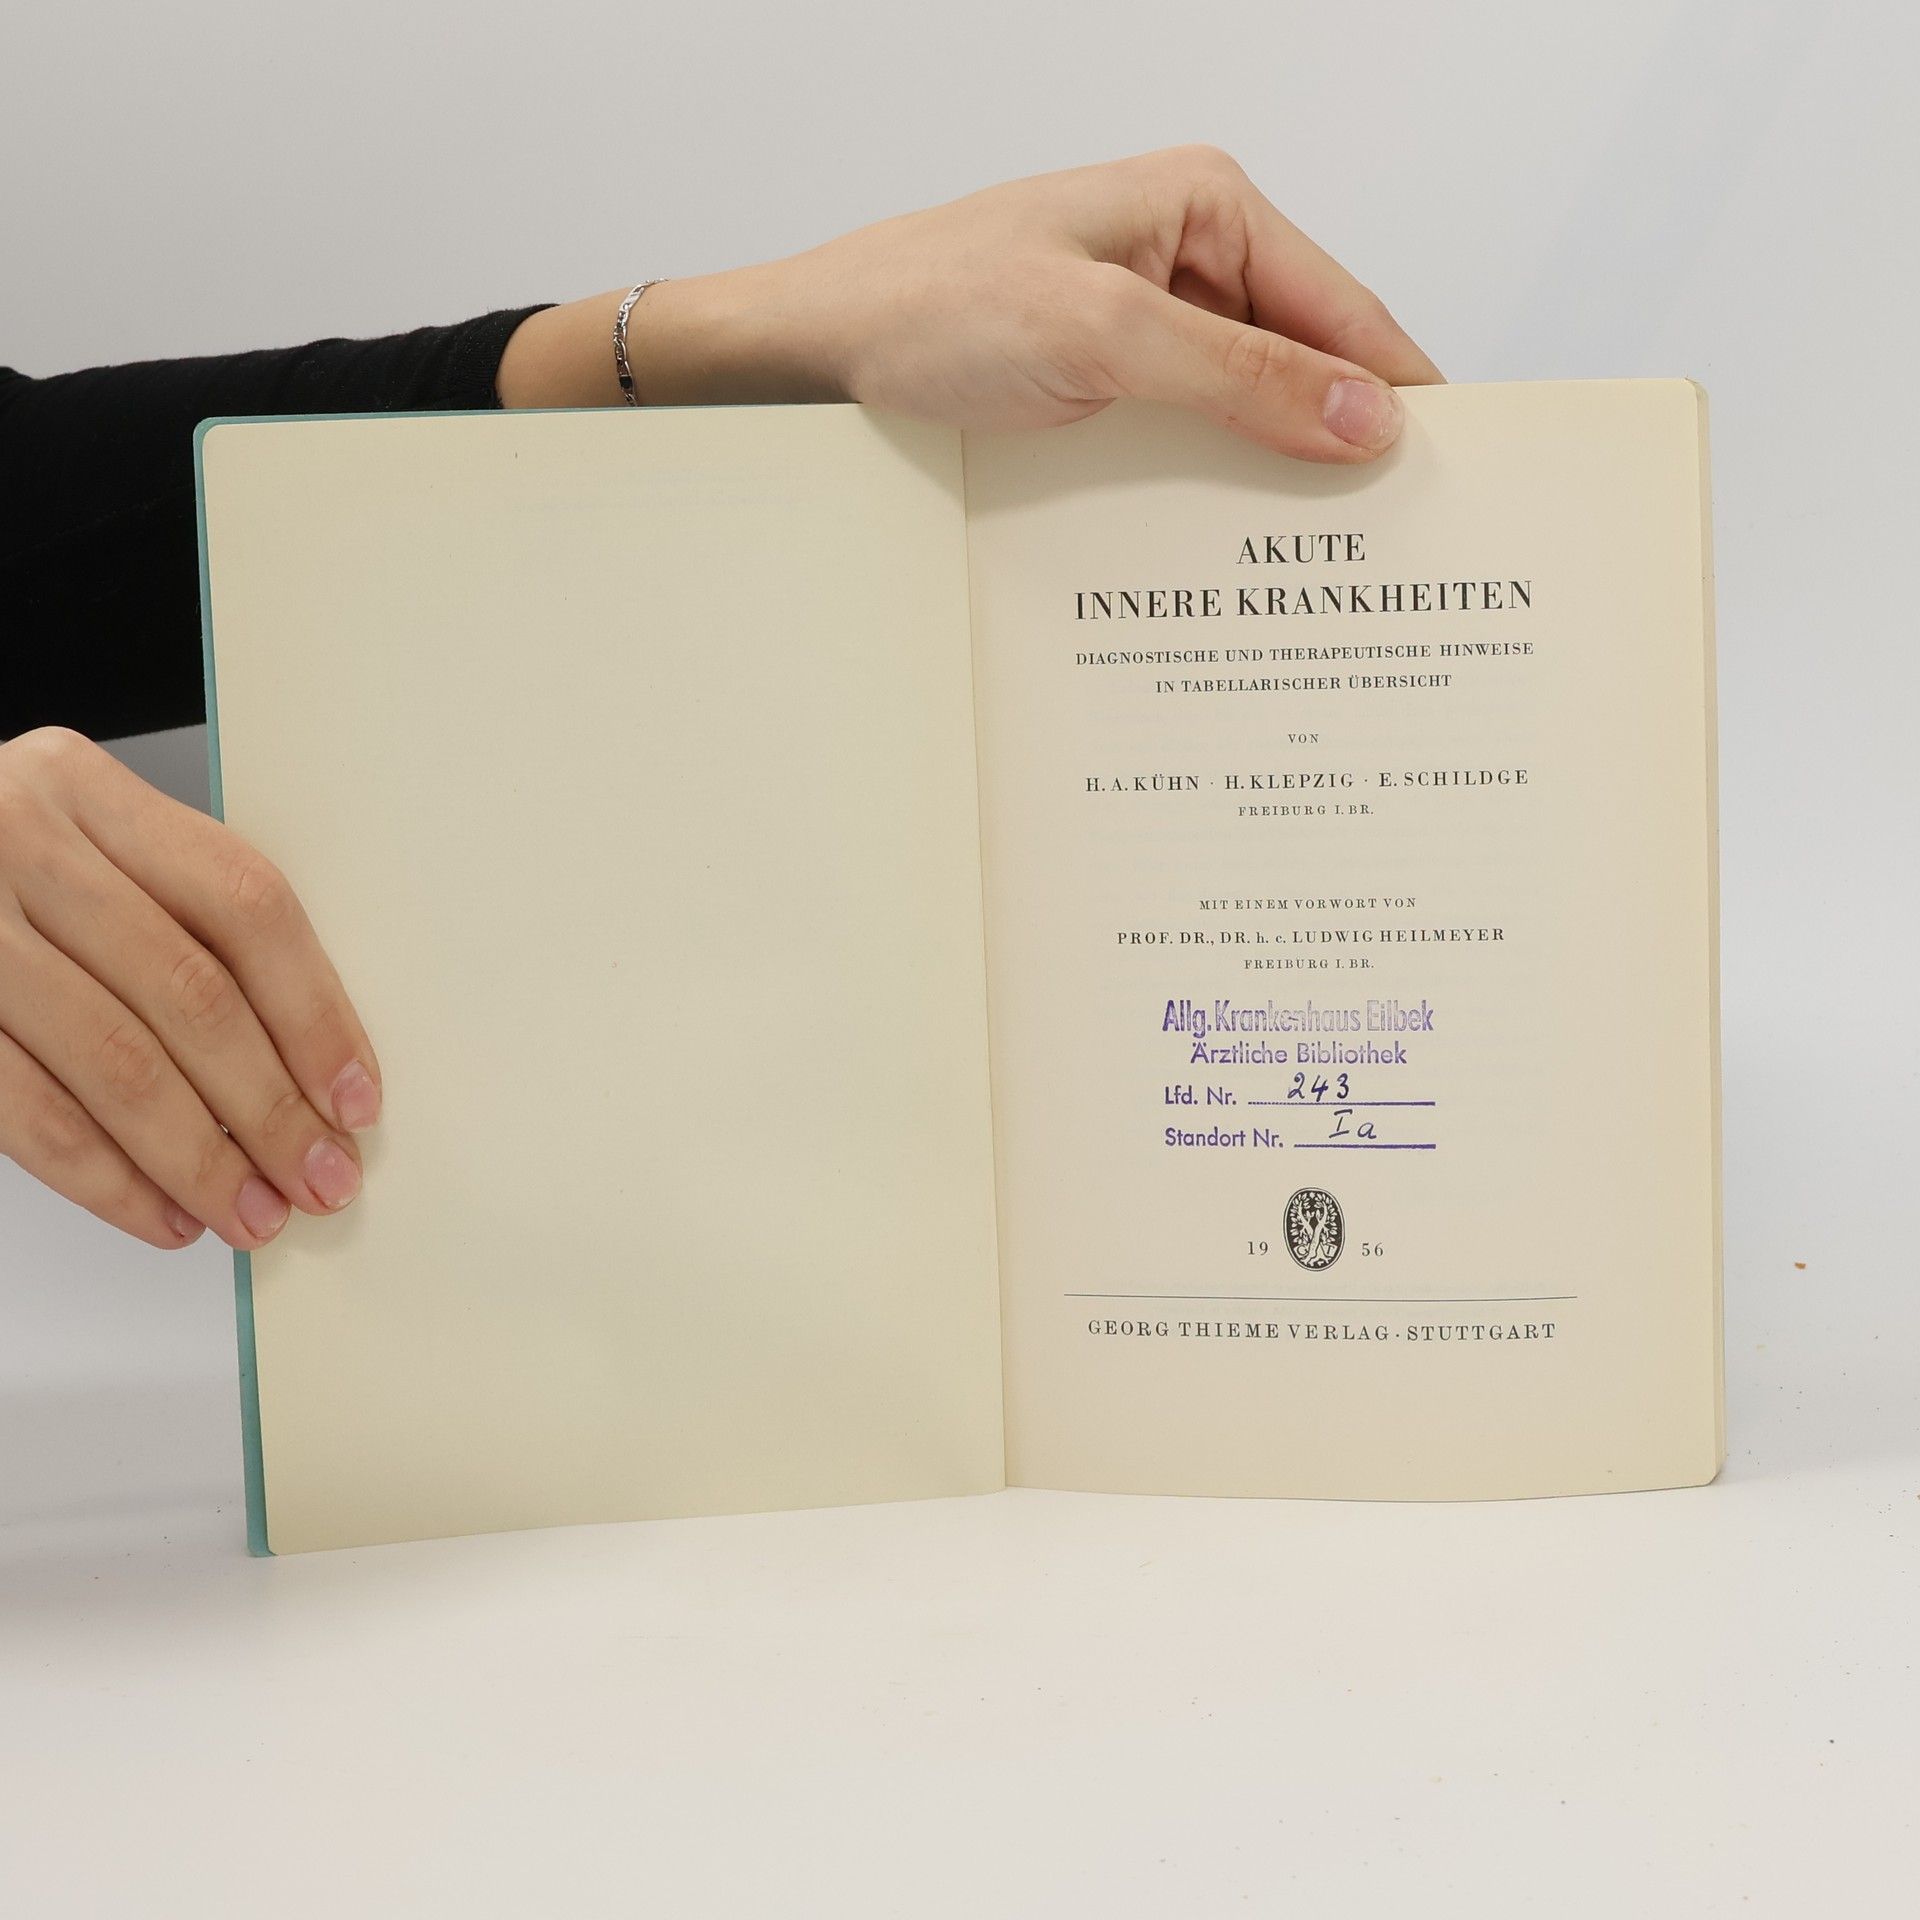 AKUTE
INNERE KRANKHEITEN
DIAGNOSTISCHE UND THERAPEUTISCHE HINWEISE
IN TABELLARISCHER ÜBERSICHT
VON
H. A. KÜHN · H. KLEPZIG · E. SCHILDGE
FREIBURG I. BR.
MIT EINEM VORWORT VON
PROF. DR., DR. h. c. LUDWIG HEILMEYER
FREIBURG I. BR.
Allg. Krankenhaus Eilbek
Ärztliche Bibliothek
Lfd. Nr. 243
Standort Nr. Ia
19 GT 56
GEORG THIEME VERLAG · STUTTGART